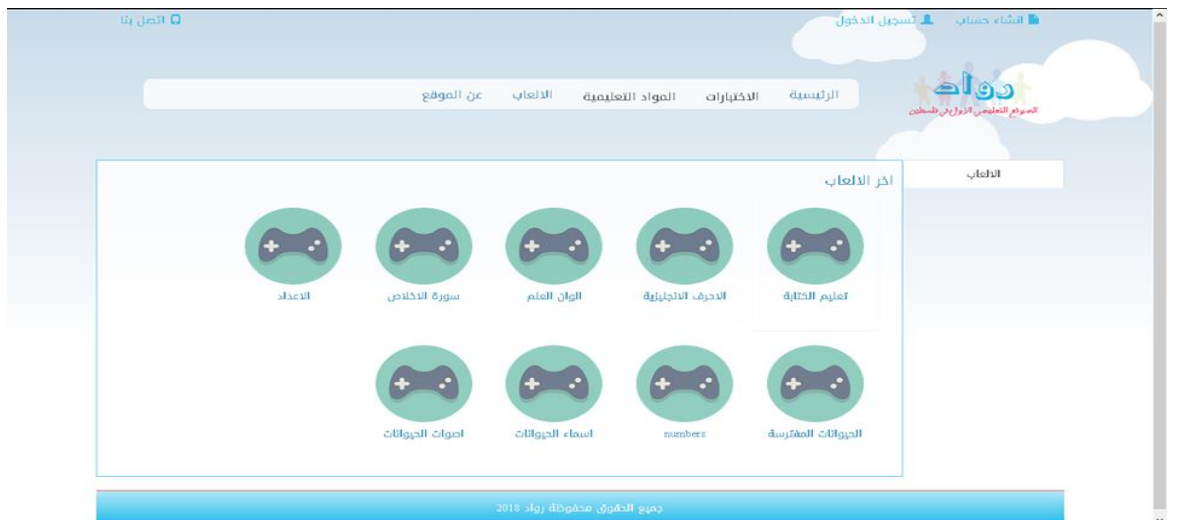 انشاء حساب تسجيل الدخول اتصل بنا
رواد
الموقع التعليمي الأول في فلسطين
الرئيسية الاختبارات المواد التعليمية الالعاب عن الموقع
الالعاب
اخر الالعاب
تعليم الكتابة الاحرف الانجليزية الوان العلم سورة الاخلاص الاعداد
الحيوانات المفترسة numbers اسماء الحيوانات اصوات الحيوانات
جميع الحقوق محفوظة رواد 2018